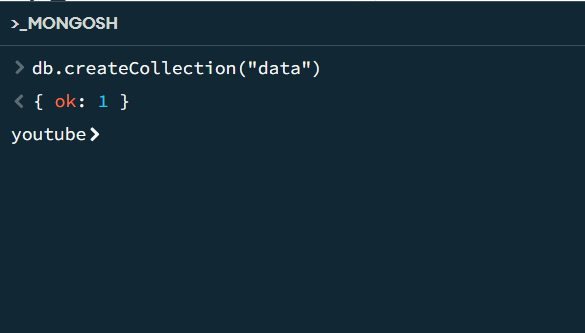 >_MONGOSH
> db.createCollection("data")
< { ok: 1 }
youtube>